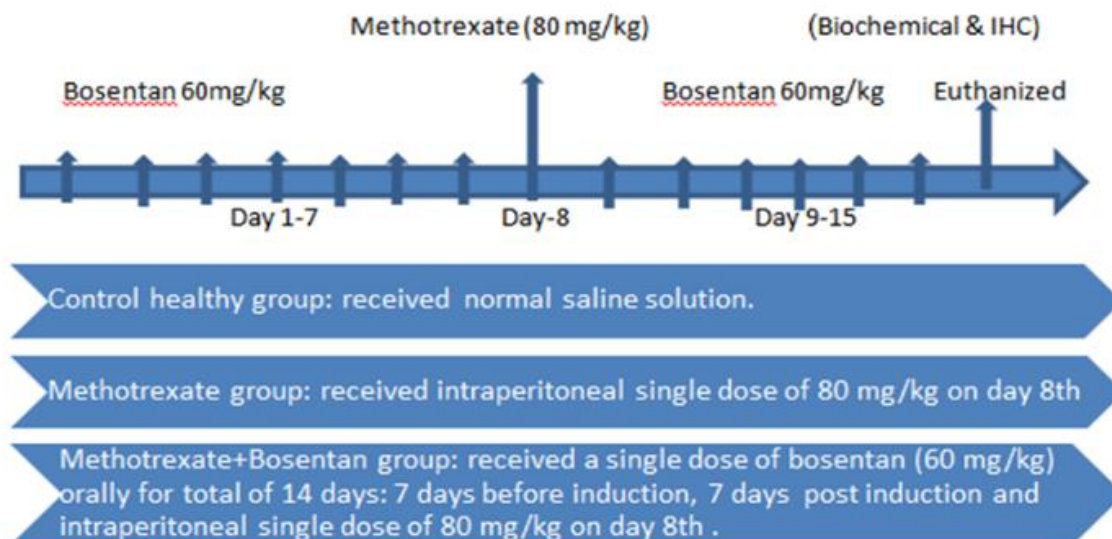 Methotrexate (80 mg/kg)
(Biochemical & IHC)
Bosentan 60mg/kg
Bosentan 60mg/kg
Euthanized
Day 1-7
Day-8
Day 9-15
Control healthy group: received normal saline solution.
Methotrexate group: received intraperitoneal single dose of 80 mg/kg on day 8th
Methotrexate+Bosentan group: received a single dose of bosentan (60 mg/kg)
orally for total of 14 days: 7 days before induction, 7 days post induction and
intraperitoneal single dose of 80 mg/kg on day 8th .